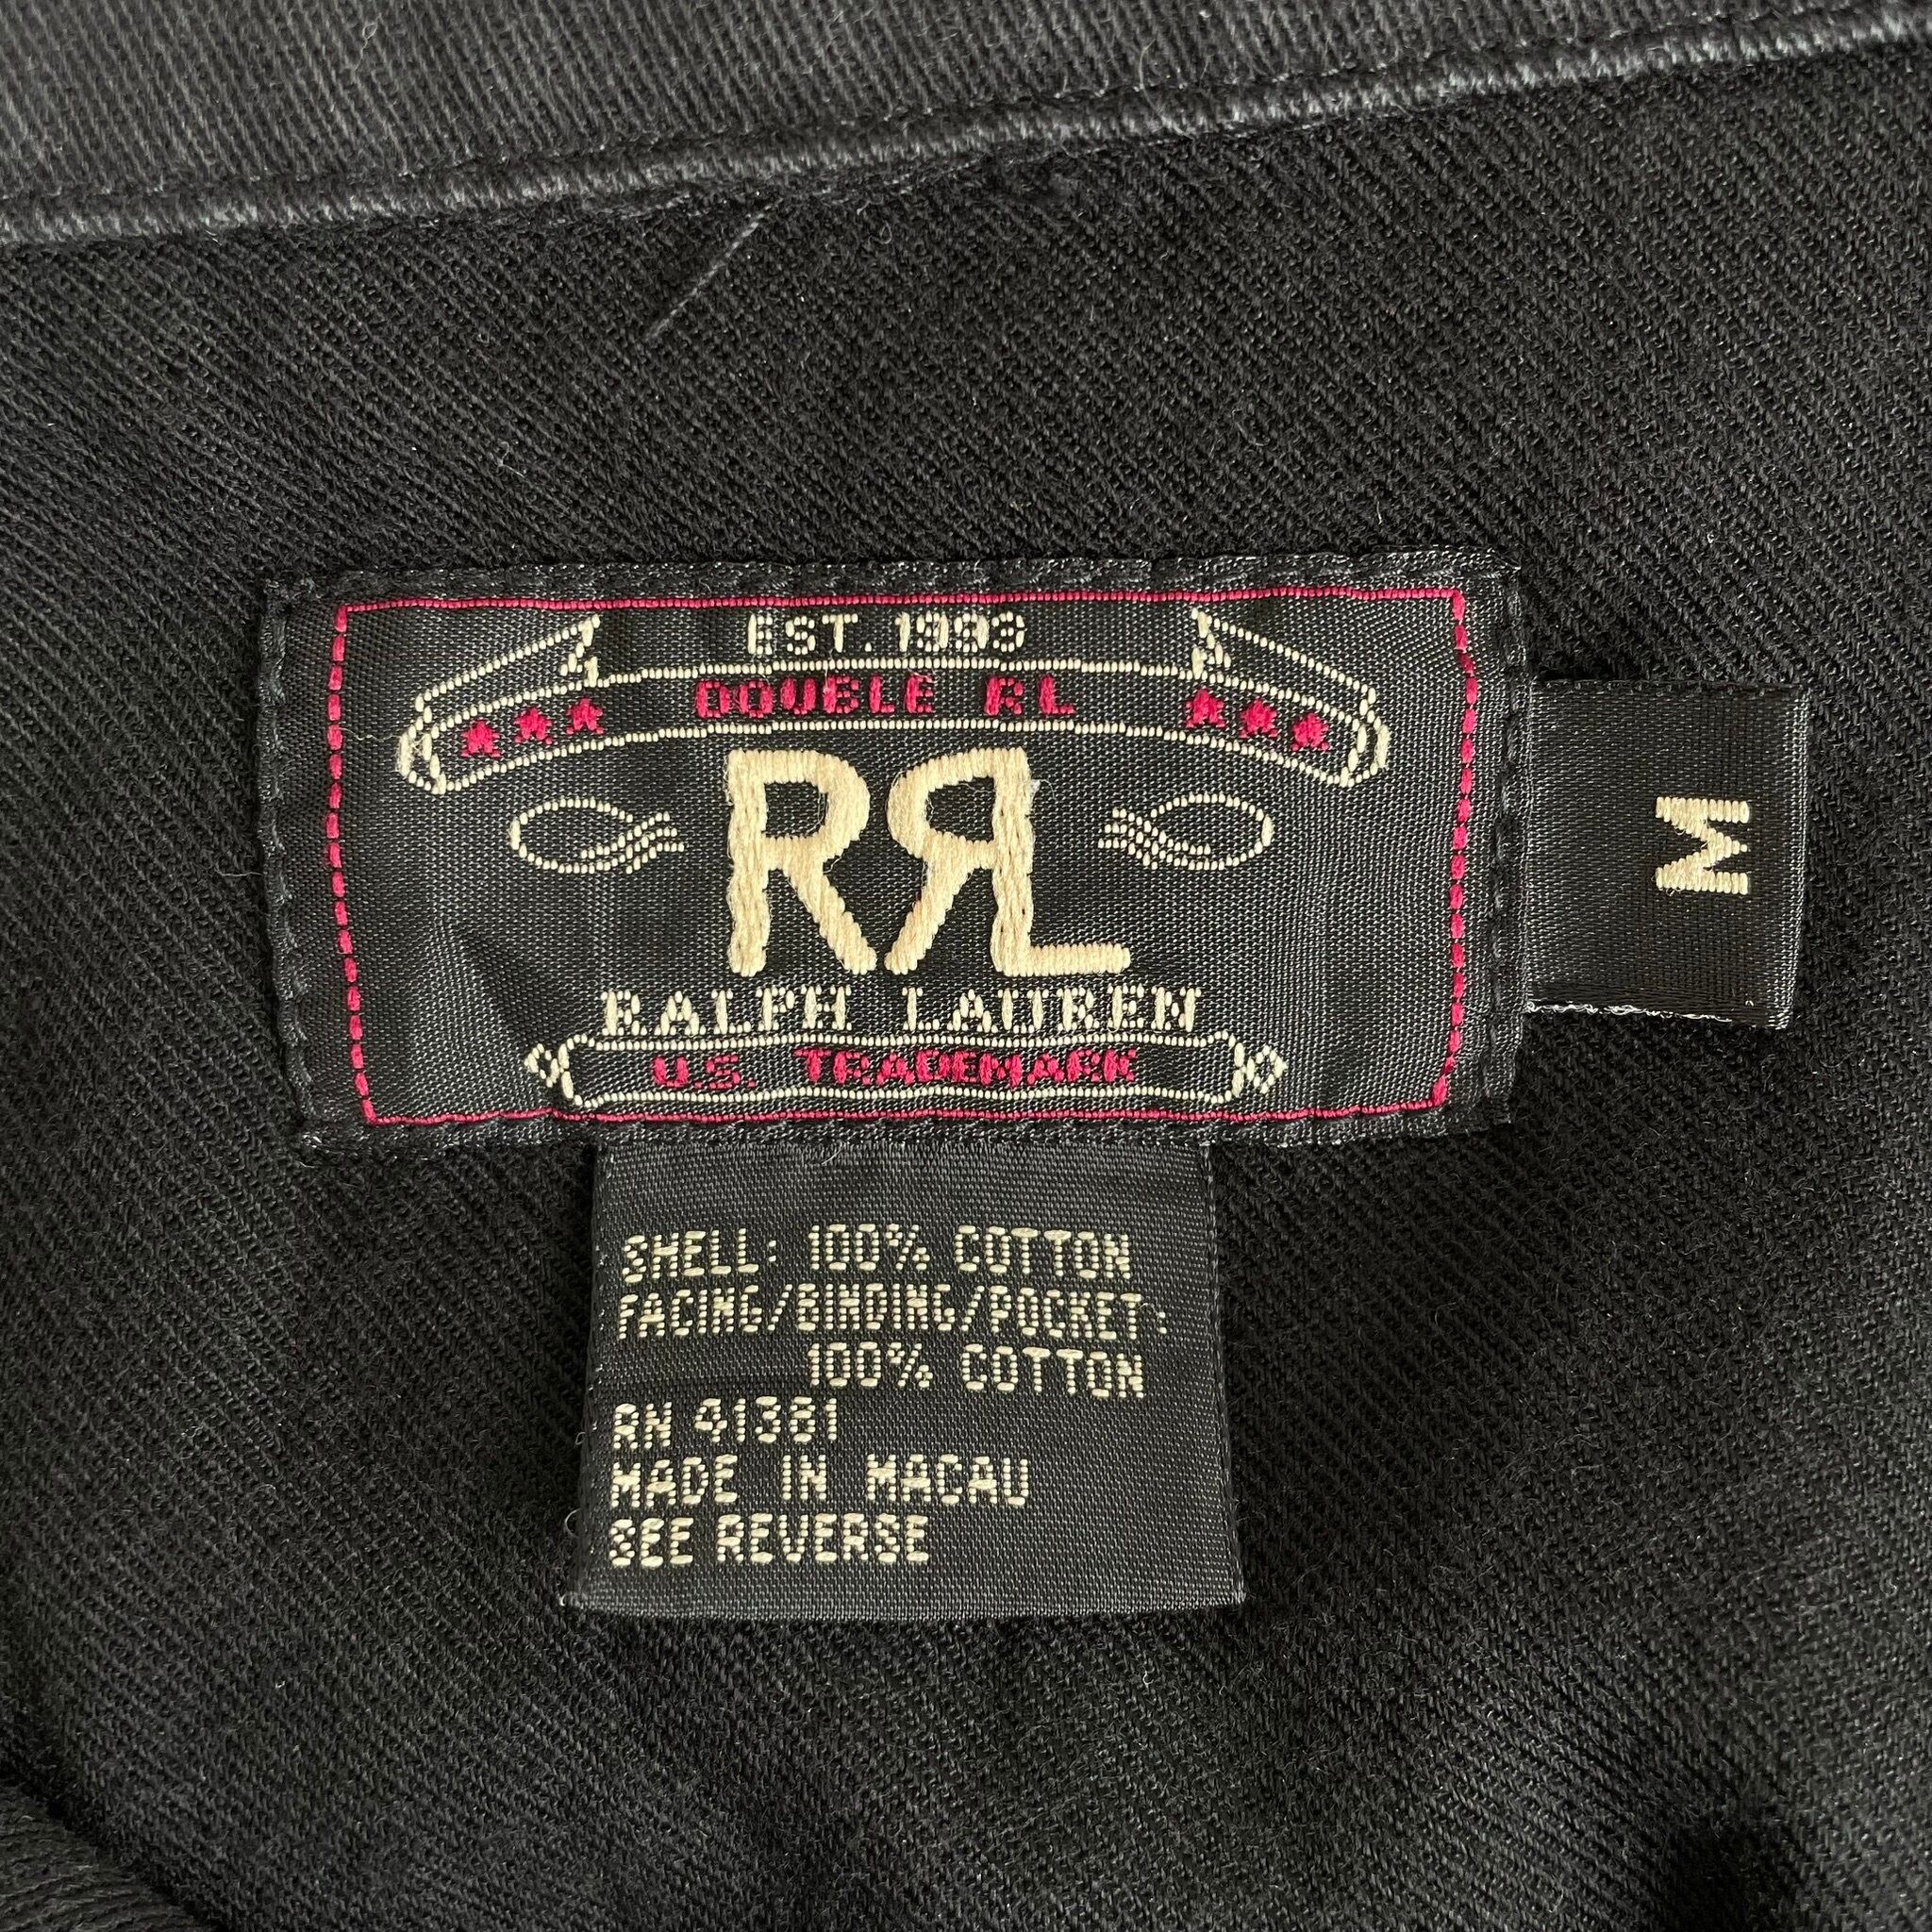 EST. 1993
DOUBLE RL
RRL
RALPH LAUREN
U.S. TRADEMARK
M
SHELL: 100% COTTON
FACING/BINDING/POCKET:
100% COTTON
RN 41381
MADE IN MACAU
SEE REVERSE